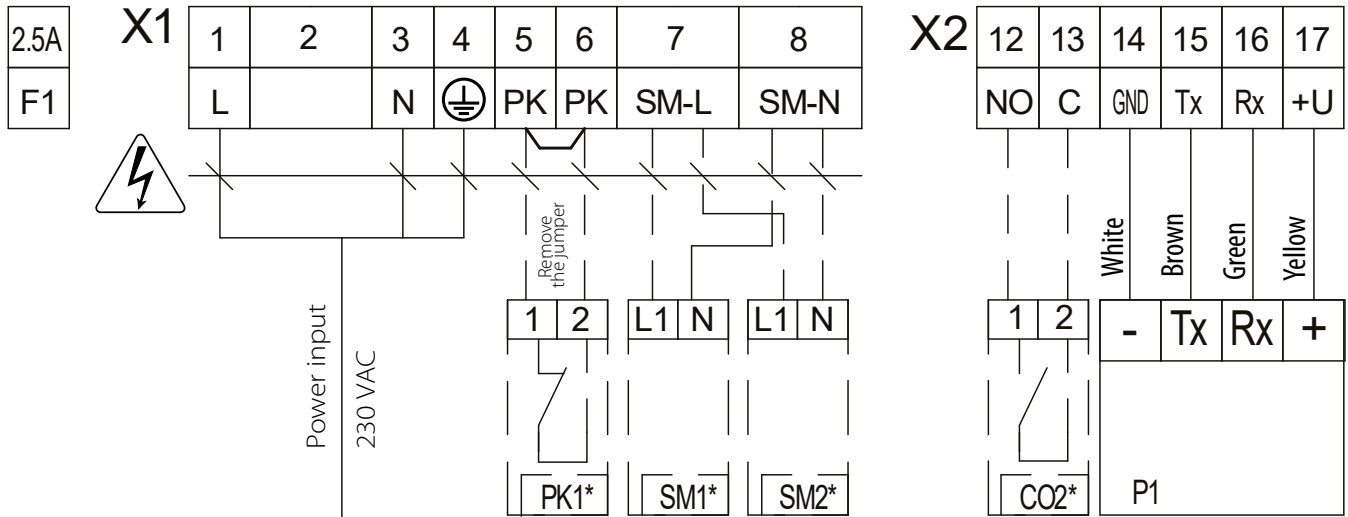 2.5A
F1
X1
1 2 3 4 5 6 7 8
L N PK PK SM-L SM-N
X2
12 13 14 15 16 17
NO C GND Tx Rx +U
Remove
the jumper
White
Brown
Green
Yellow
Power input
230 VAC
1 2
L1 N
L1 N
1 2
- Tx Rx +
PK1*
SM1*
SM2*
CO2*
P1